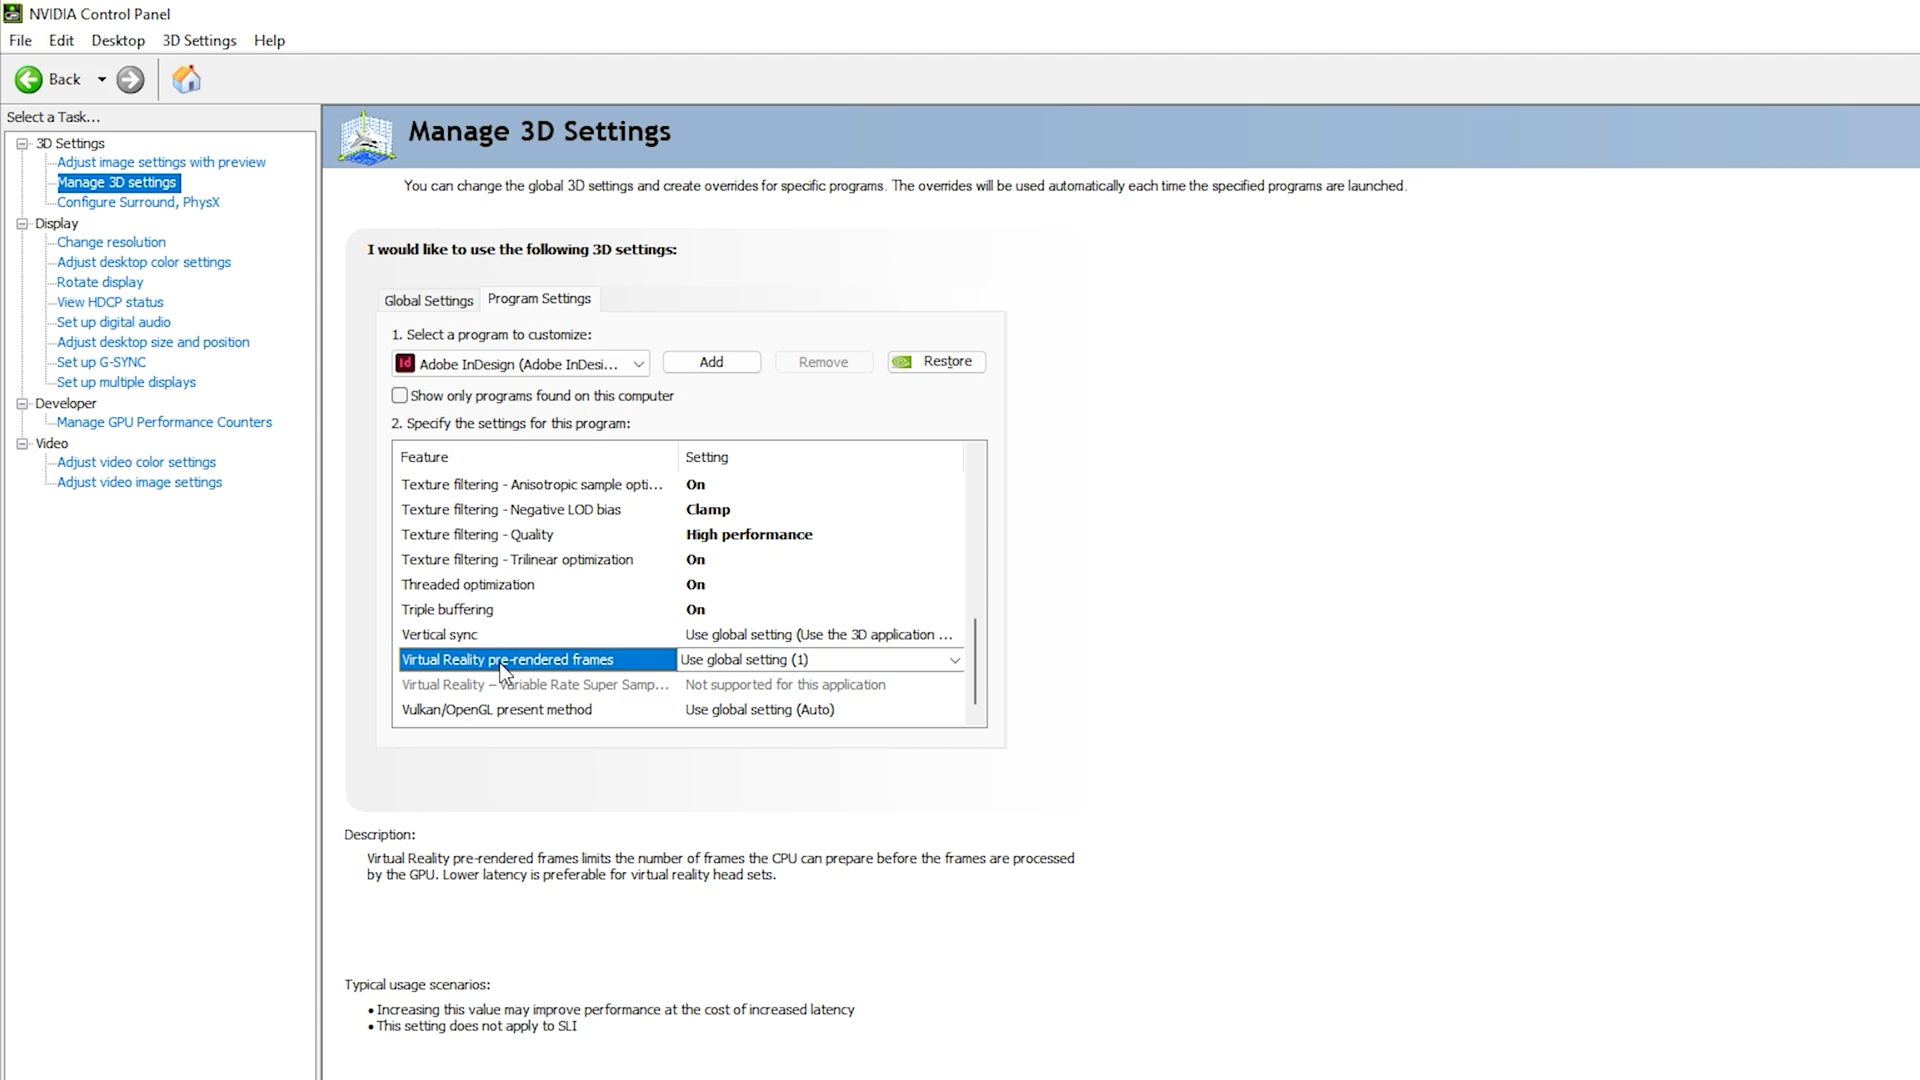 NVIDIA Control Panel
File Edit Desktop 3D Settings Help
Back
Select a Task...
3D Settings
Adjust image settings with preview
Manage 3D settings
Configure Surround, PhysX
Display
Change resolution
Adjust desktop color settings
Rotate display
View HDCP status
Set up digital audio
Adjust desktop size and position
Set up G-SYNC
Set up multiple displays
Developer
Manage GPU Performance Counters
Video
Adjust video color settings
Adjust video image settings
Manage 3D Settings
You can change the global 3D settings and create overrides for specific programs. The overrides will be used automatically each time the specified programs are launched.
I would like to use the following 3D settings:
Global Settings Program Settings
1. Select a program to customize:
Id Adobe InDesign (Adobe InDesi... Add Remove Restore
Show only programs found on this computer
2. Specify the settings for this program:
Feature Setting
Texture filtering - Anisotropic sample opti... On
Texture filtering - Negative LOD bias Clamp
Texture filtering - Quality High performance
Texture filtering - Trilinear optimization On
Threaded optimization On
Triple buffering On
Vertical sync Use global setting (Use the 3D application ...
Virtual Reality pre-rendered frames Use global setting (1)
Virtual Reality – Variable Rate Super Samp... Not supported for this application
Vulkan/OpenGL present method Use global setting (Auto)
Description:
Virtual Reality pre-rendered frames limits the number of frames the CPU can prepare before the frames are processed
by the GPU. Lower latency is preferable for virtual reality head sets.
Typical usage scenarios:
• Increasing this value may improve performance at the cost of increased latency
• This setting does not apply to SLI